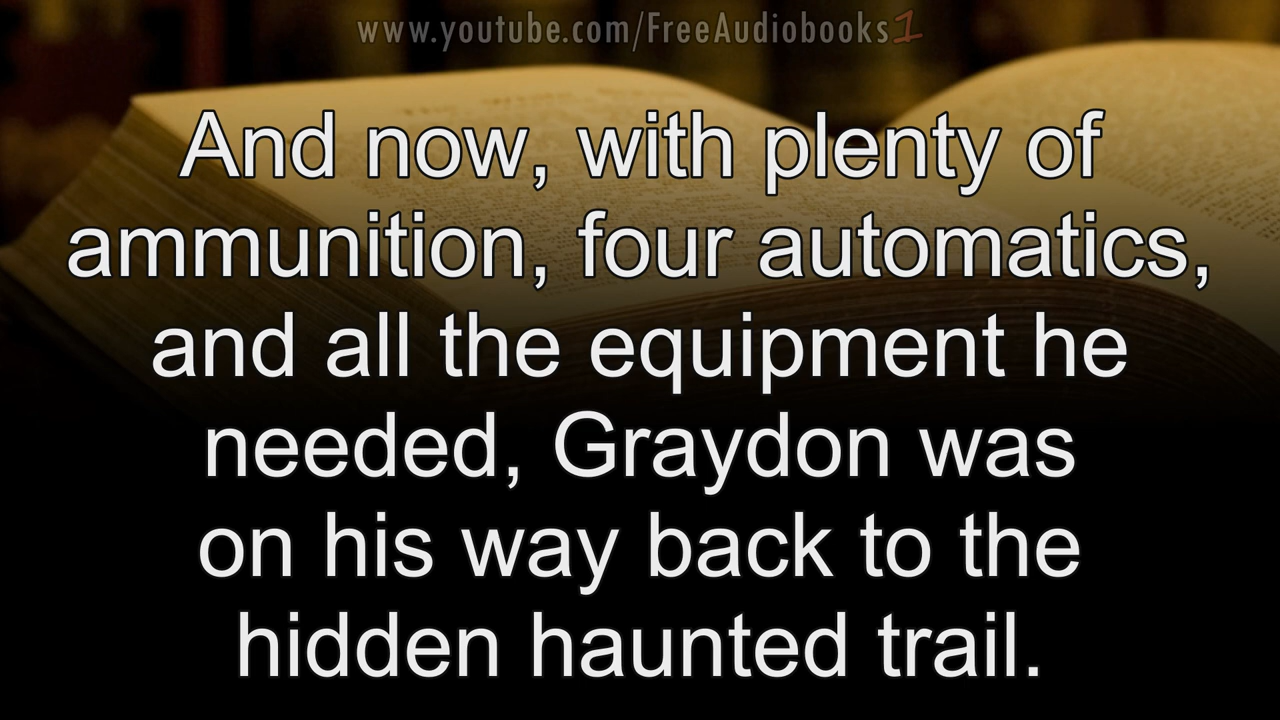 www.youtube.com/FreeAudiobooks1
And now, with plenty of
ammunition, four automatics,
and all the equipment he
needed, Graydon was
on his way back to the
hidden haunted trail.